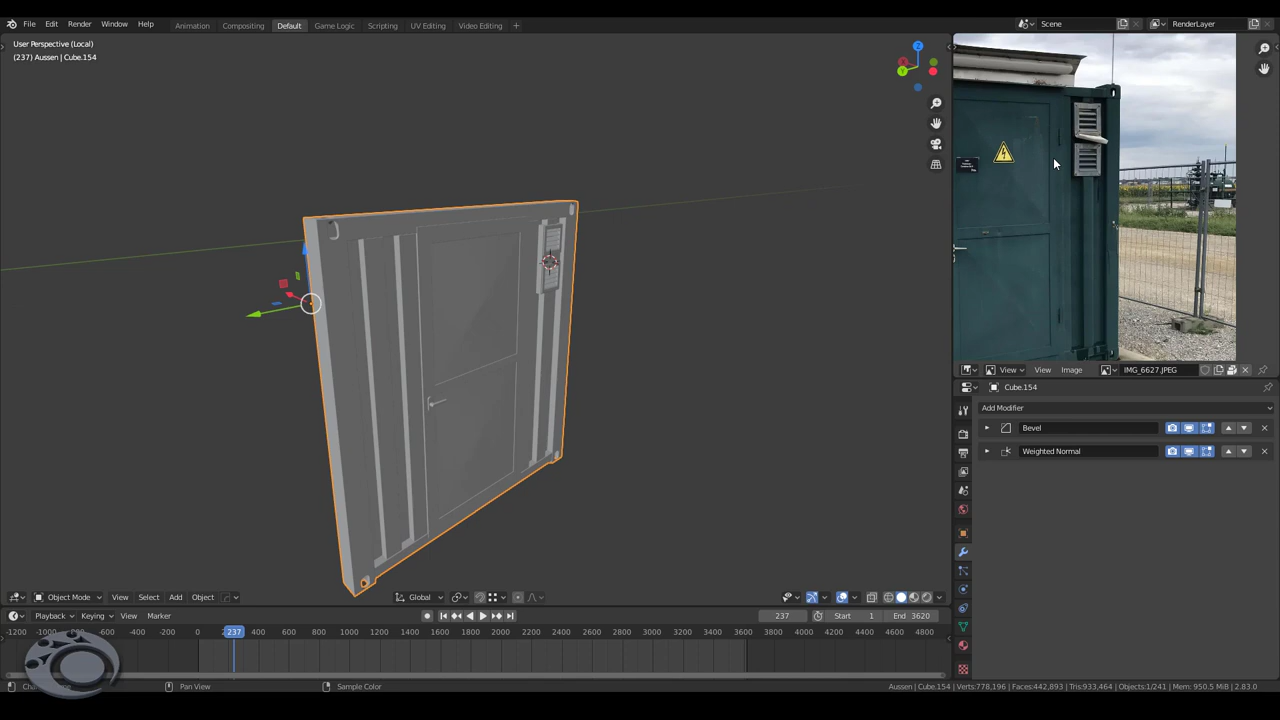 File Edit Render Window Help Animation Compositing Default Game Logic Scripting UV Editing Video Editing + Scene RenderLayer
User Perspective (Local)
(237) Aussen | Cube.154
Z
Y
View View Image IMG_6627.JPEG
Cube.154
Add Modifier
Bevel
Weighted Normal
Object Mode View Select Add Object Global
Playback Keying View Marker 237 Start 1 End 3620
-1200 -1000 -800 -600 -400 -200 0 237 400 600 800 1000 1200 1400 1600 1800 2000 2200 2400 2600 2800 3000 3200 3400 3600 3800 4000 4200 4400 4600 4800
Pan View Sample Color Aussen | Cube.154 | Verts:778,196 | Faces:442,893 | Tris:933,464 | Objects:1/241 | Mem: 950.5 MiB | 2.83.0